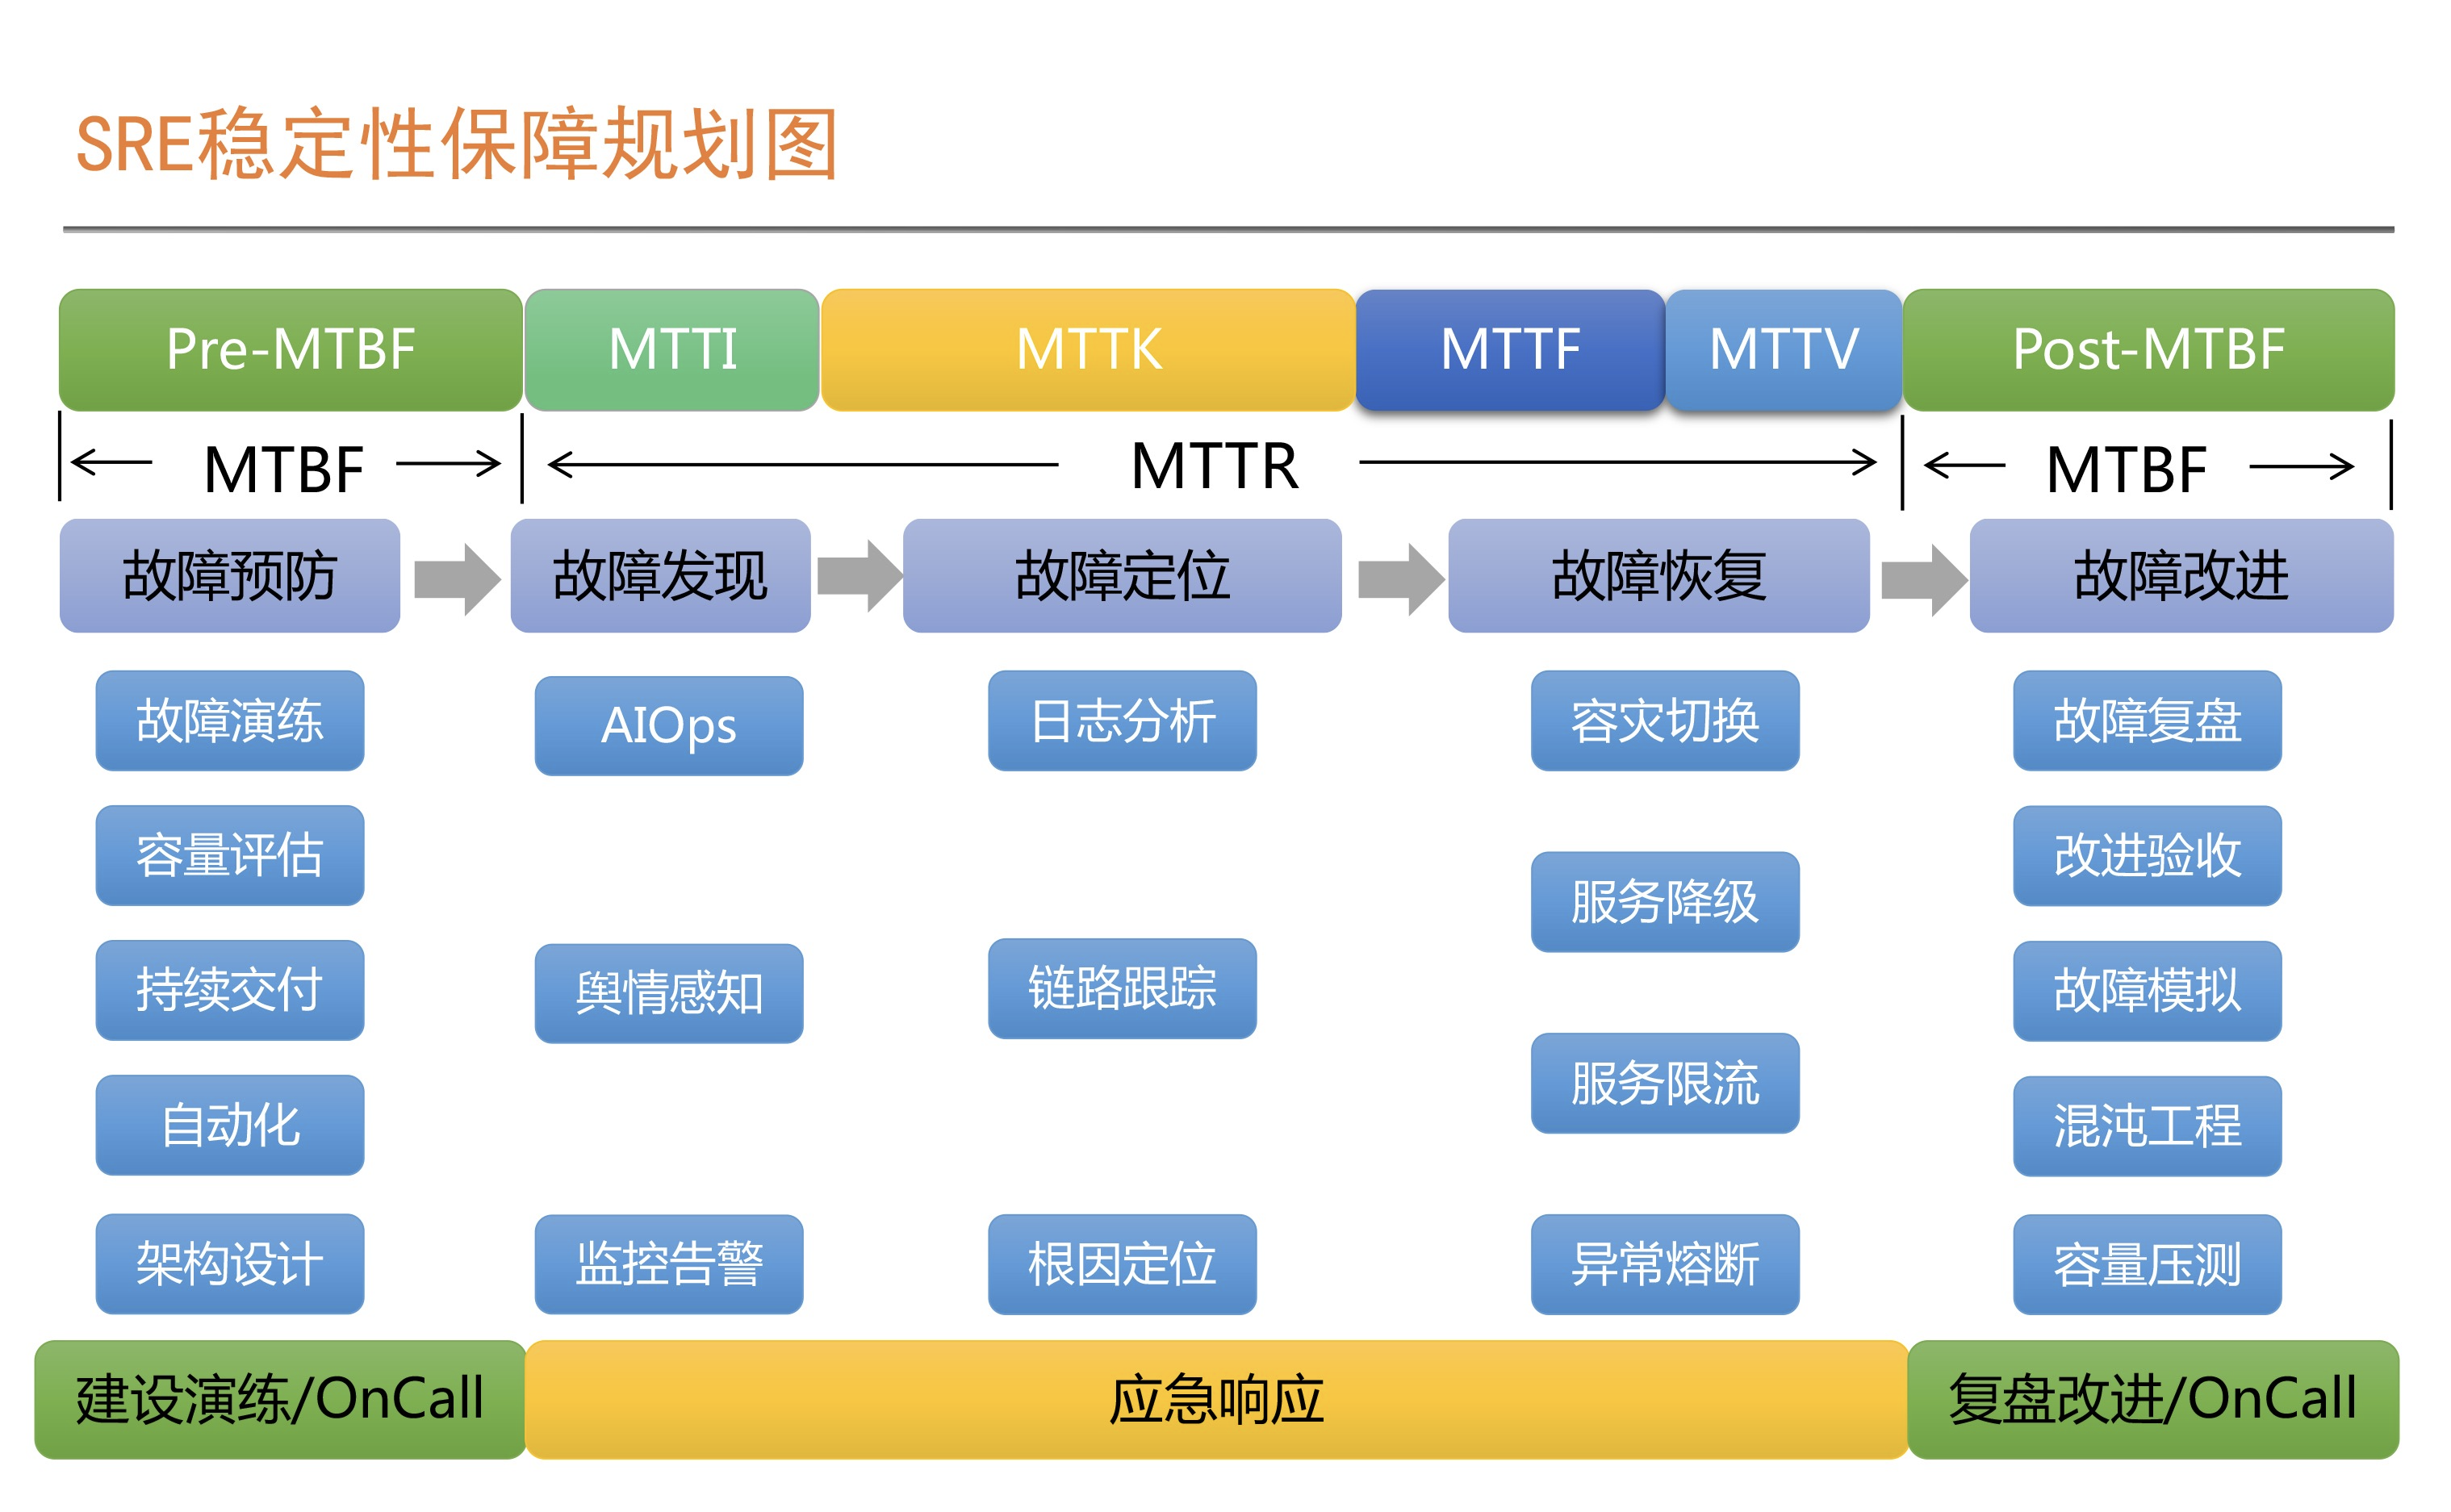 SRE稳定性保障规划图
Pre-MTBF
MTTI
MTTK
MTTF
MTTV
Post-MTBF
MTBF
MTTR
MTBF
故障预防
故障发现
故障定位
故障恢复
故障改进
故障演练
AIOps
日志分析
容灾切换
故障复盘
容量评估
服务降级
改进验收
持续交付
舆情感知
链路跟踪
服务限流
故障模拟
自动化
混沌工程
架构设计
监控告警
根因定位
异常熔断
容量压测
建设演练/OnCall
应急响应
复盘改进/OnCall